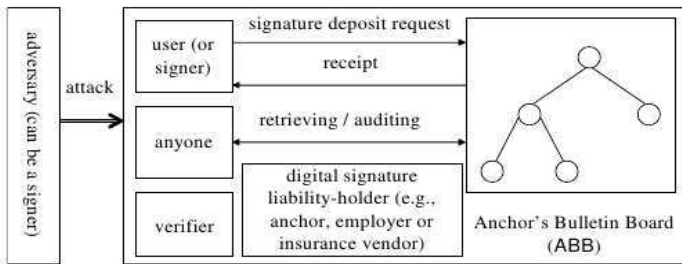 adversary (can be a
signer)
attack
user (or
signer)
signature deposit request
receipt
anyone
retrieving / auditing
verifier
digital signature
liability-holder (e.g.,
anchor, employer or
insurance vendor)
Anchor's Bulletin Board
(ABB)